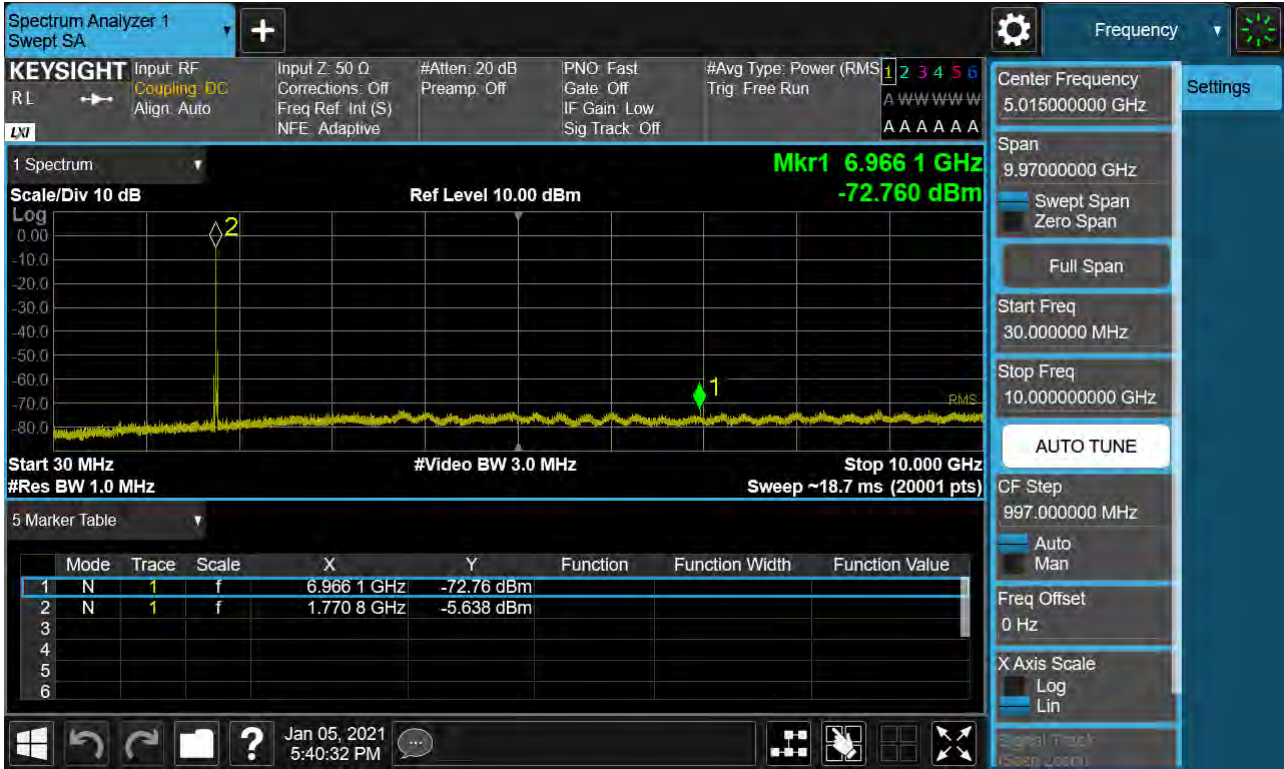 Spectrum Analyzer 1
Swept SA
+
Frequency
KEYSIGHT
R L
LXI
Input: RF
Coupling: DC
Align: Auto
Input Z: 50 Ω
Corrections: Off
Freq Ref: Int (S)
NFE: Adaptive
#Atten: 20 dB
Preamp: Off
PNO: Fast
Gate: Off
IF Gain: Low
Sig Track: Off
#Avg Type: Power (RMS
Trig: Free Run
1 2 3 4 5 6
A W W W W W
A A A A A A
1 Spectrum
Scale/Div 10 dB
Ref Level 10.00 dBm
Mkr1 6.966 1 GHz
-72.760 dBm
Log
0.00
-10.0
-20.0
-30.0
-40.0
-50.0
-60.0
-70.0
-80.0
2
1
RMS
Start 30 MHz
#Video BW 3.0 MHz
Stop 10.000 GHz
#Res BW 1.0 MHz
Sweep ~18.7 ms (20001 pts)
5 Marker Table
Mode Trace Scale X Y Function Function Width Function Value
1 N 1 f 6.966 1 GHz -72.76 dBm
2 N 1 f 1.770 8 GHz -5.638 dBm
3
4
5
6
?
Jan 05, 2021
5:40:32 PM
Center Frequency
5.015000000 GHz
Settings
Span
9.97000000 GHz
Swept Span
Zero Span
Full Span
Start Freq
30.000000 MHz
Stop Freq
10.000000000 GHz
AUTO TUNE
CF Step
997.000000 MHz
Auto
Man
Freq Offset
0 Hz
X Axis Scale
Log
Lin
Signal Track
(Span Zoom)